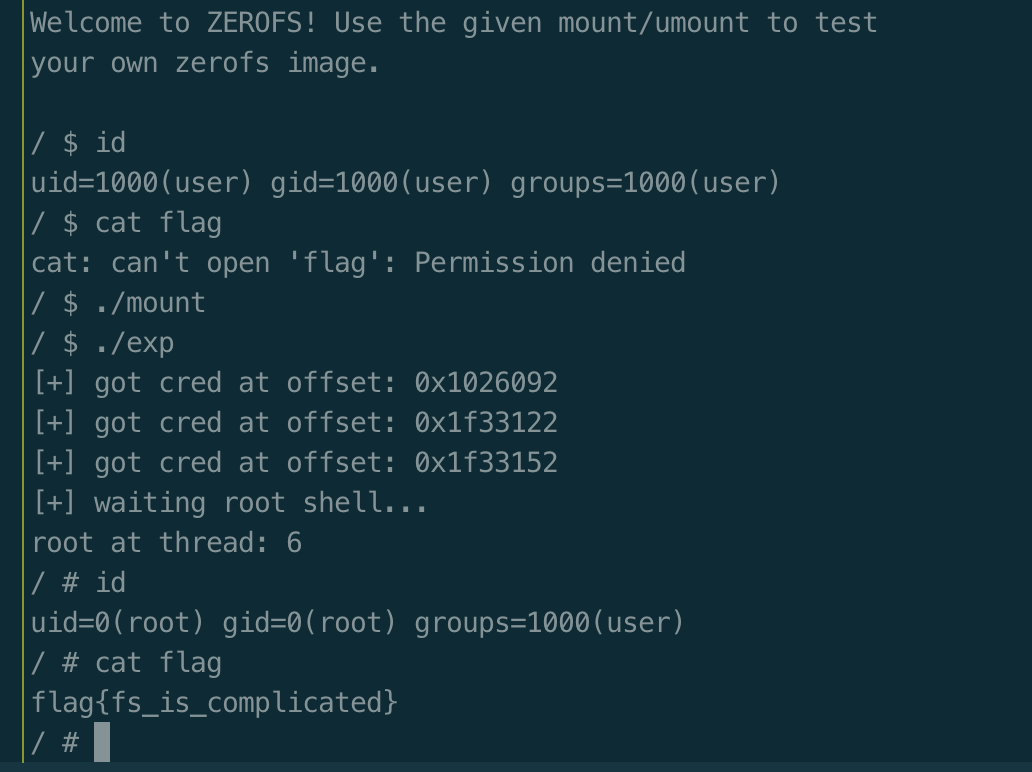 Welcome to ZEROFS! Use the given mount/umount to test
your own zerofs image.
/ $ id
uid=1000(user) gid=1000(user) groups=1000(user)
/ $ cat flag
cat: can't open 'flag': Permission denied
/ $ ./mount
/ $ ./exp
[+] got cred at offset: 0x1026092
[+] got cred at offset: 0x1f33122
[+] got cred at offset: 0x1f33152
[+] waiting root shell...
root at thread: 6
/ # id
uid=0(root) gid=0(root) groups=1000(user)
/ # cat flag
flag{fs_is_complicated}
/ #